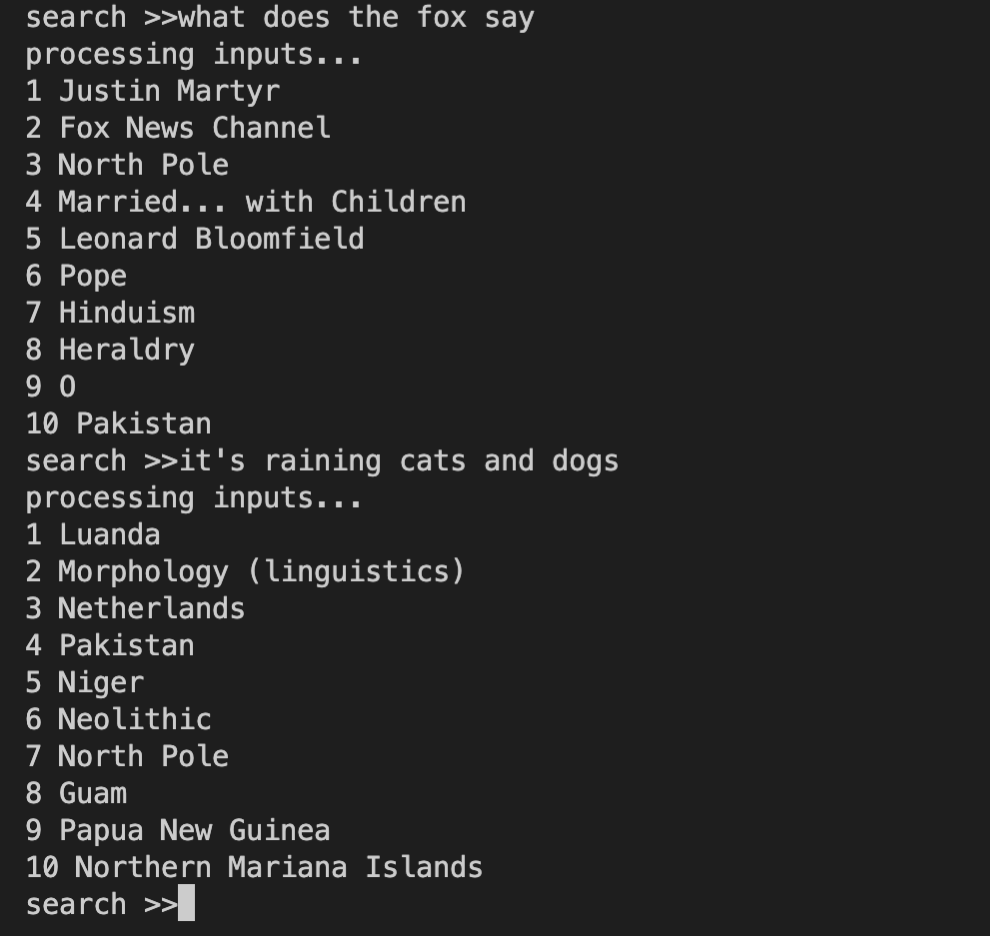 search >>what does the fox say
processing inputs...
1 Justin Martyr
2 Fox News Channel
3 North Pole
4 Married... with Children
5 Leonard Bloomfield
6 Pope
7 Hinduism
8 Heraldry
9 O
10 Pakistan
search >>it's raining cats and dogs
processing inputs...
1 Luanda
2 Morphology (linguistics)
3 Netherlands
4 Pakistan
5 Niger
6 Neolithic
7 North Pole
8 Guam
9 Papua New Guinea
10 Northern Mariana Islands
search >>